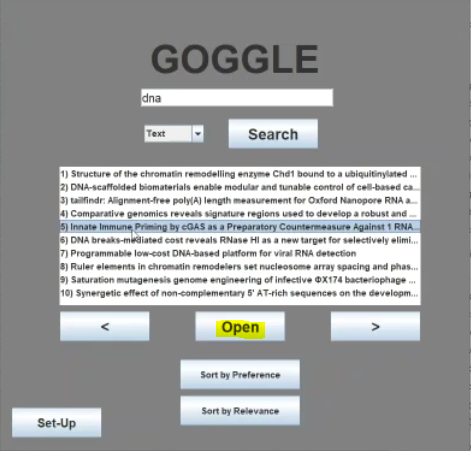 GOGGLE
dna
Text
Search
1) Structure of the chromatin remodelling enzyme Chd1 bound to a ubiquitinylated ...
2) DNA-scaffolded biomaterials enable modular and tunable control of cell-based ca...
3) tailfindr: Alignment-free poly(A) length measurement for Oxford Nanopore RNA a...
4) Comparative genomics reveals signature regions used to develop a robust and ...
5) Innate Immune Priming by cGAS as a Preparatory Countermeasure Against 1 RNA...
6) DNA breaks-mediated cost reveals RNase HI as a new target for selectively elimi...
7) Programmable low-cost DNA-based platform for viral RNA detection
8) Ruler elements in chromatin remodelers set nucleosome array spacing and phas...
9) Saturation mutagenesis genome engineering of infective ΦX174 bacteriophage ...
10) Synergetic effect of non-complementary 5' AT-rich sequences on the developm...
<
Open
>
Sort by Preference
Sort by Relevance
Set-Up